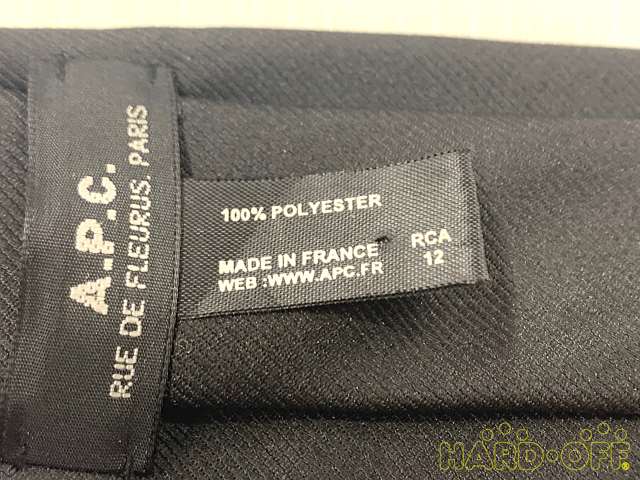 A.P.C.
RUE DE FLEURUS. PARIS
100% POLYESTER
MADE IN FRANCE
WEB :WWW.APC.FR
RCA
12
HARD-OFF